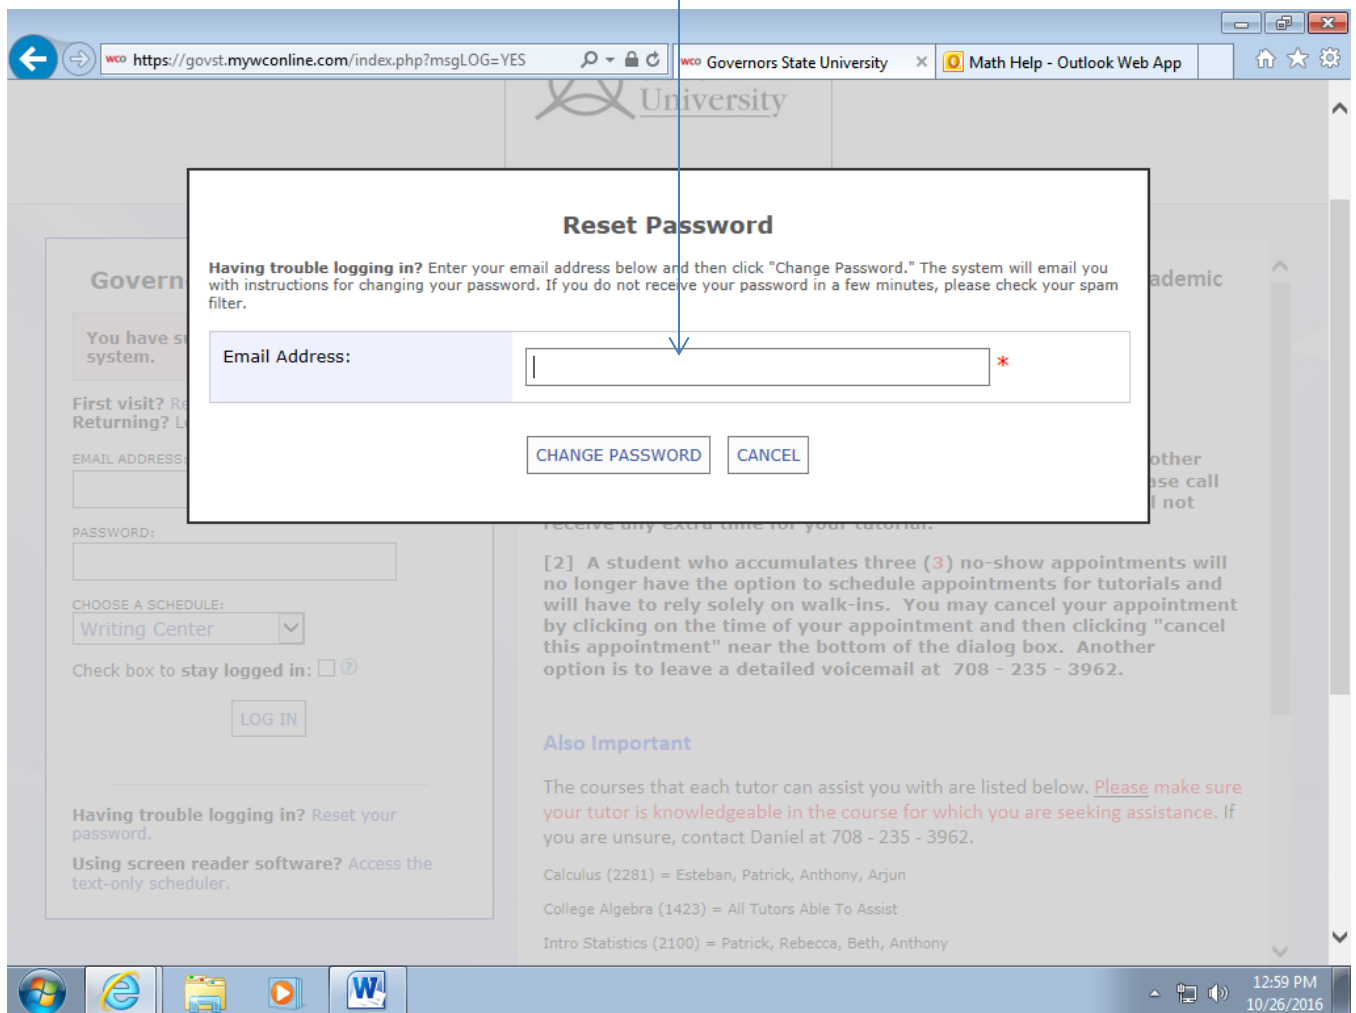 wco https://govst.mywconline.com/index.php?msgLOG=YES
wco Governors State University
Math Help - Outlook Web App
University
Reset Password
Having trouble logging in? Enter your email address below and then click "Change Password." The system will email you
with instructions for changing your password. If you do not receive your password in a few minutes, please check your spam
filter.
Email Address:
*
CHANGE PASSWORD
CANCEL
Govern
You have su
system.
First visit? Re
Returning? L
EMAIL ADDRESS:
PASSWORD:
CHOOSE A SCHEDULE:
Writing Center
Check box to stay logged in: ?
LOG IN
Having trouble logging in? Reset your
password.
Using screen reader software? Access the
text-only scheduler.
ademic
other
ase call
l not
receive any extra time for your tutorial.
[2] A student who accumulates three (3) no-show appointments will
no longer have the option to schedule appointments for tutorials and
will have to rely solely on walk-ins. You may cancel your appointment
by clicking on the time of your appointment and then clicking "cancel
this appointment" near the bottom of the dialog box. Another
option is to leave a detailed voicemail at 708 - 235 - 3962.
Also Important
The courses that each tutor can assist you with are listed below. Please make sure
your tutor is knowledgeable in the course for which you are seeking assistance. If
you are unsure, contact Daniel at 708 - 235 - 3962.
Calculus (2281) = Esteban, Patrick, Anthony, Arjun
College Algebra (1423) = All Tutors Able To Assist
Intro Statistics (2100) = Patrick, Rebecca, Beth, Anthony
12:59 PM
10/26/2016